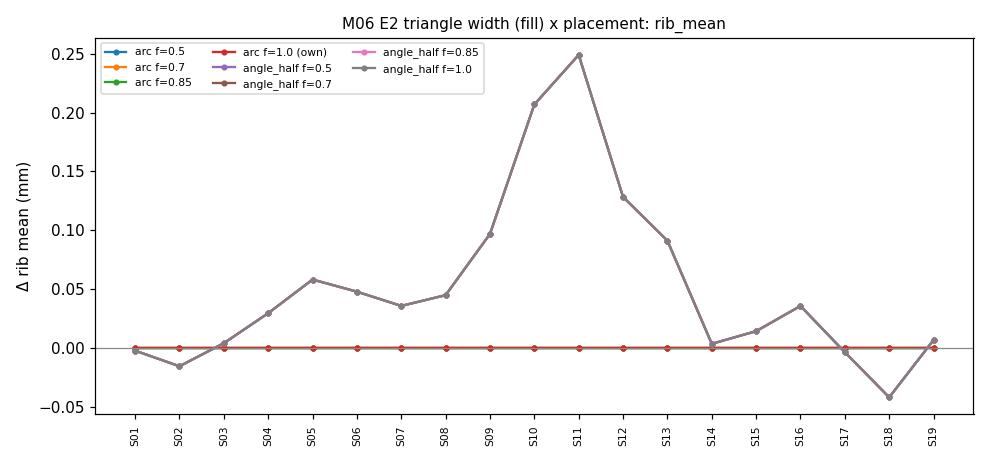 M06 E2 triangle width (fill) x placement: rib_mean
arc f=0.5
arc f=0.7
arc f=0.85
arc f=1.0 (own)
angle_half f=0.5
angle_half f=0.7
angle_half f=0.85
angle_half f=1.0
Δ rib mean (mm)
0.25
0.20
0.15
0.10
0.05
0.00
−0.05
S01 S02 S03 S04 S05 S06 S07 S08 S09 S10 S11 S12 S13 S14 S15 S16 S17 S18 S19